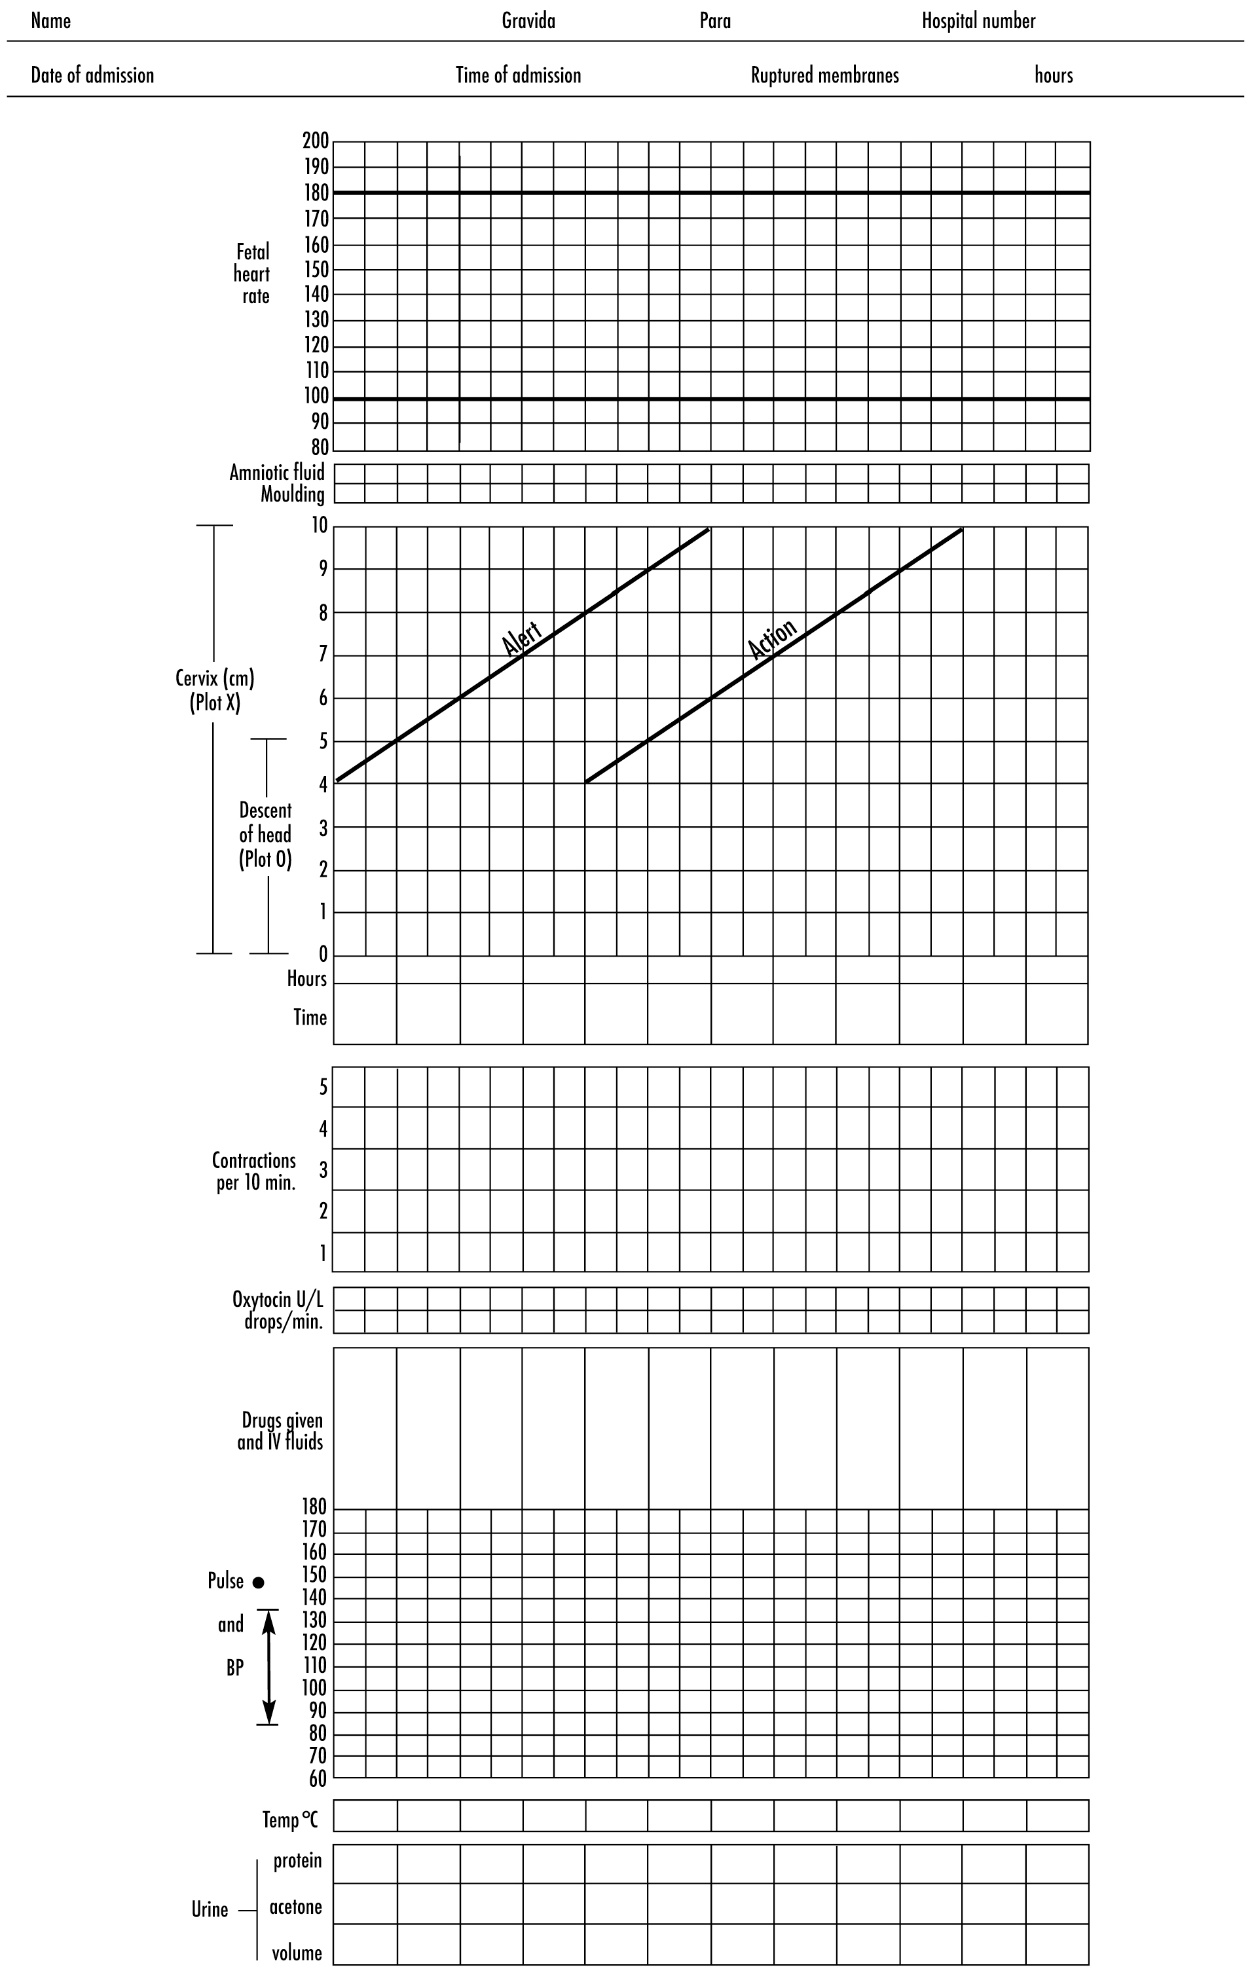 Name Gravida Para Hospital number
Date of admission Time of admission Ruptured membranes hours
200
190
180
170
160
Fetal
heart
rate
150
140
130
120
110
100
90
80
Amniotic fluid
Moulding
10
9
8
7
Alert
Action
Cervix (cm)
(Plot X)
6
5
4
Descent
of head
(Plot O)
3
2
1
0
Hours
Time
5
4
Contractions
per 10 min.
3
2
1
Oxytocin U/L
drops/min.
Drugs given
and IV fluids
180
170
160
150
Pulse
140
130
and
120
110
BP
100
90
80
70
60
Temp °C
Urine
protein
acetone
volume